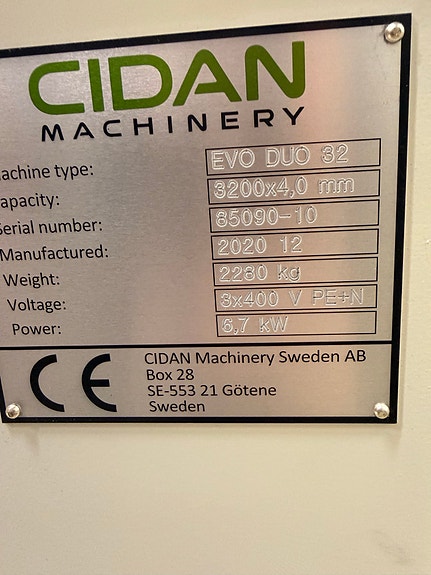 CIDAN
MACHINERY
achine type: EVO DUO 32
apacity: 3200x4,0 mm
Serial number: 85090-10
Manufactured: 2020 12
Weight: 2280 kg
Voltage: 3x400 V PE+N
Power: 6,7 kW
CE CIDAN Machinery Sweden AB
Box 28
SE-553 21 Götene
Sweden